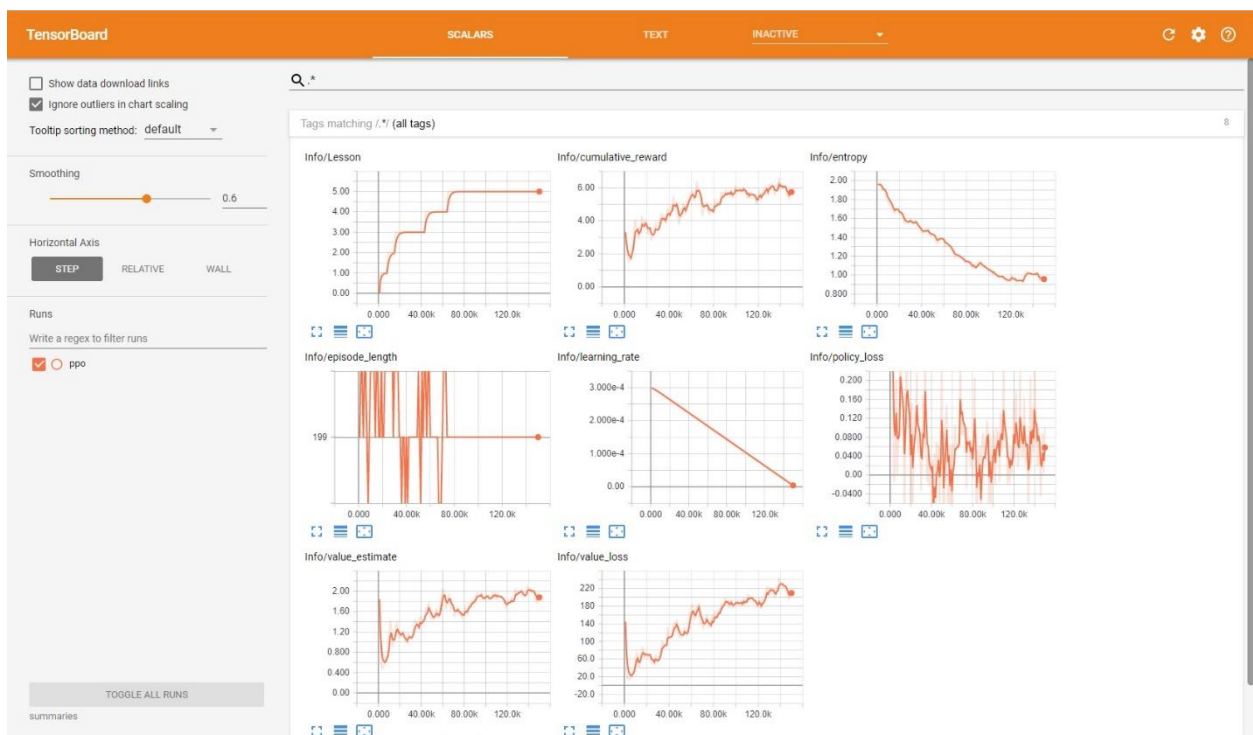 TensorBoard SCALARS TEXT INACTIVE
Show data download links
Ignore outliers in chart scaling
Tooltip sorting method: default
Smoothing
0.6
Horizontal Axis
STEP RELATIVE WALL
Runs
Write a regex to filter runs
ppo
TOGGLE ALL RUNS
summaries
.*
Tags matching /.*/ (all tags) 8
Info/Lesson
5.00
4.00
3.00
2.00
1.00
0.00
0.000 40.00k 80.00k 120.0k
Info/cumulative_reward
6.00
4.00
2.00
0.00
0.000 40.00k 80.00k 120.0k
Info/entropy
2.00
1.80
1.60
1.40
1.20
1.00
0.800
0.000 40.00k 80.00k 120.0k
Info/episode_length
199
0.000 40.00k 80.00k 120.0k
Info/learning_rate
3.000e-4
2.000e-4
1.000e-4
0.00
0.000 40.00k 80.00k 120.0k
Info/policy_loss
0.200
0.160
0.120
0.0800
0.0400
0.00
-0.0400
0.000 40.00k 80.00k 120.0k
Info/value_estimate
2.00
1.60
1.20
0.800
0.400
0.00
0.000 40.00k 80.00k 120.0k
Info/value_loss
220
180
140
100
60.0
20.0
-20.0
0.000 40.00k 80.00k 120.0k